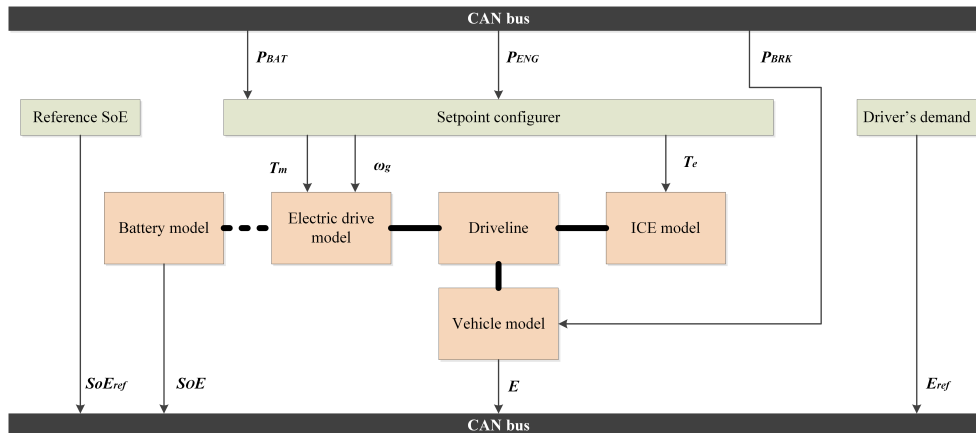 CAN bus
P_BAT
P_ENG
P_BRK
Reference SoE
Setpoint configurer
Driver's demand
T_m
ω_g
T_e
Battery model
Electric drive
model
Driveline
ICE model
Vehicle model
SoE_ref
SOE
E
E_ref
CAN bus